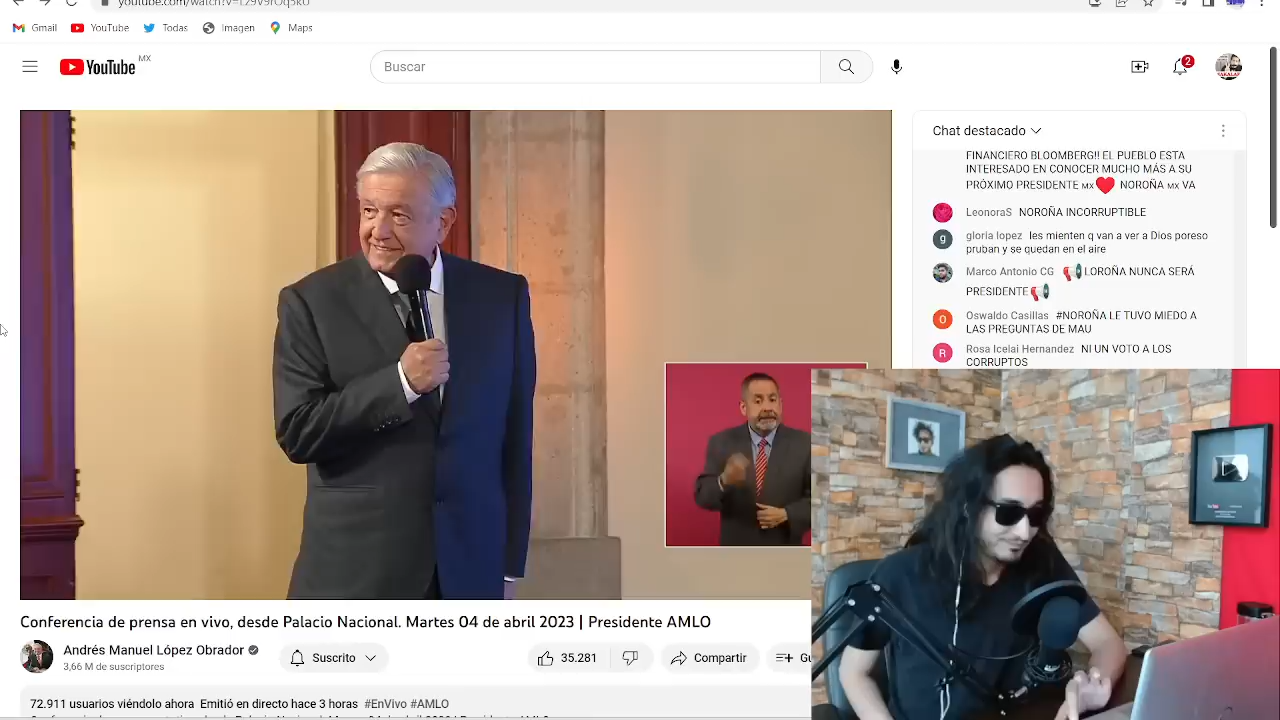 Gmail YouTube Todas Imagen Maps
YouTube MX
Buscar
2
Chat destacado
FINANCIERO BLOOMBERG!! EL PUEBLO ESTA
INTERESADO EN CONOCER MUCHO MÁS A SU
PRÓXIMO PRESIDENTE MX NOROÑA MX VA
LeonoraS NOROÑA INCORRUPTIBLE
g gloria lopez les mienten q van a ver a Dios poreso
pruban y se quedan en el aire
Marco Antonio CG LOROÑA NUNCA SERÁ
PRESIDENTE
O Oswaldo Casillas #NOROÑA LE TUVO MIEDO A
LAS PREGUNTAS DE MAU
R Rosa Icelai Hernandez NI UN VOTO A LOS
CORRUPTOS
Conferencia de prensa en vivo, desde Palacio Nacional. Martes 04 de abril 2023 | Presidente AMLO
Andrés Manuel López Obrador
3,66 M de suscriptores
Suscrito
35.281
Compartir
Gu
72.911 usuarios viéndolo ahora Emitió en directo hace 3 horas #EnVivo #AMLO